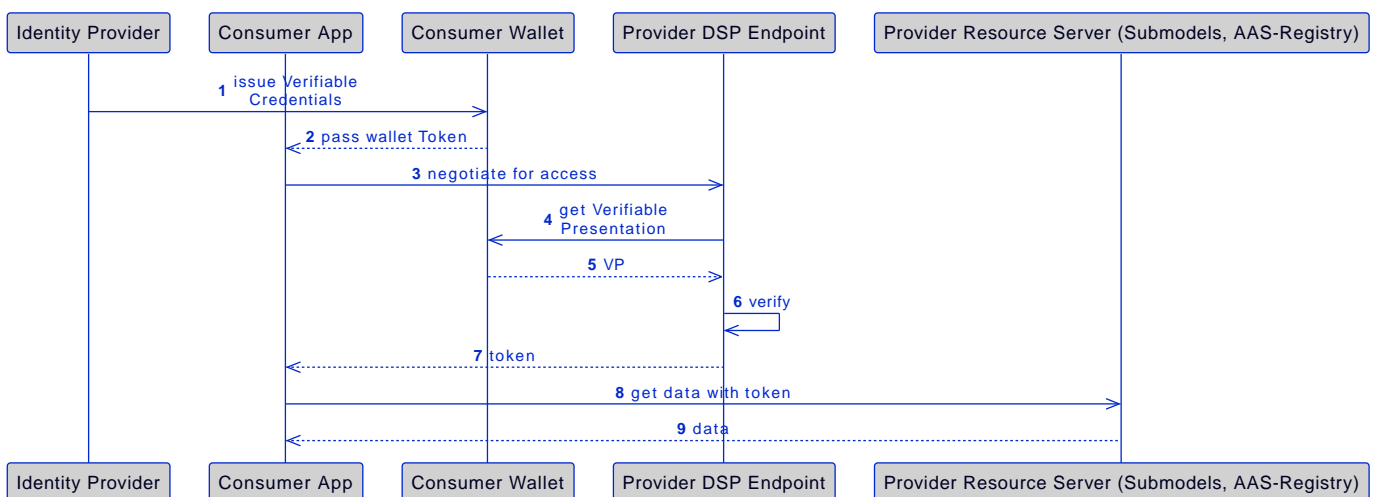 Identity Provider
Consumer App
Consumer Wallet
Provider DSP Endpoint
Provider Resource Server (Submodels, AAS-Registry)
1 issue Verifiable
Credentials
2 pass wallet Token
3 negotiate for access
4 get Verifiable
Presentation
5 VP
6 verify
7 token
8 get data with token
9 data
Identity Provider
Consumer App
Consumer Wallet
Provider DSP Endpoint
Provider Resource Server (Submodels, AAS-Registry)